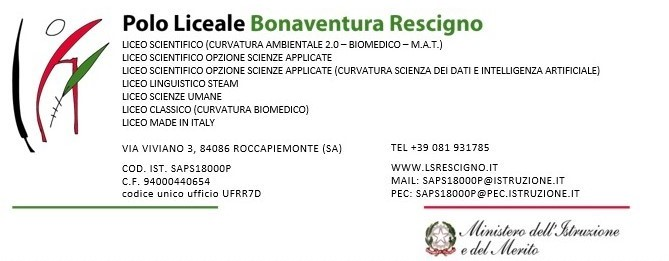 Polo Liceale Bonaventura Rescigno
LICEO SCIENTIFICO (CURVATURA AMBIENTALE 2.0 – BIOMEDICO – M.A.T.)
LICEO SCIENTIFICO OPZIONE SCIENZE APPLICATE
LICEO SCIENTIFICO OPZIONE SCIENZE APPLICATE (CURVATURA SCIENZA DEI DATI E INTELLIGENZA ARTIFICIALE)
LICEO LINGUISTICO STEAM
LICEO SCIENZE UMANE
LICEO CLASSICO (CURVATURA BIOMEDICO)
LICEO MADE IN ITALY
VIA VIVIANO 3, 84086 ROCCAPIEMONTE (SA)
COD. IST. SAPS18000P
C.F. 94000440654
codice unico ufficio UFRR7D
TEL +39 081 931785
WWW.LSRESCIGNO.IT
MAIL: SAPS18000P@ISTRUZIONE.IT
PEC: SAPS18000P@PEC.ISTRUZIONE.IT
Ministero dell'Istruzione
e del Merito